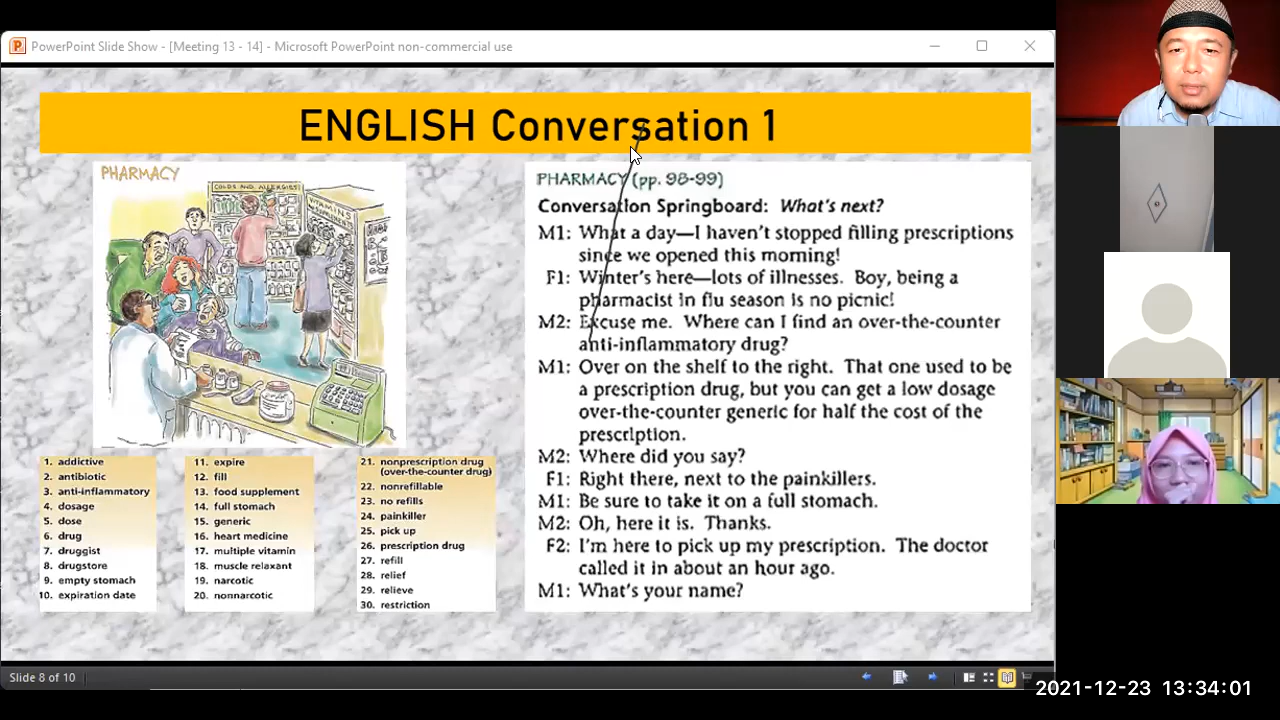 PowerPoint Slide Show - [Meeting 13 - 14] - Microsoft PowerPoint non-commercial use
ENGLISH Conversation 1
PHARMACY
COLDS AND ALLERGIES
VITAMINS
1. addictive
2. antibiotic
3. anti-inflammatory
4. dosage
5. dose
6. drug
7. druggist
8. drugstore
9. empty stomach
10. expiration date
11. expire
12. fill
13. food supplement
14. full stomach
15. generic
16. heart medicine
17. multiple vitamin
18. muscle relaxant
19. narcotic
20. nonnarcotic
21. nonprescription drug
(over-the-counter drug)
22. nonrefillable
23. no refills
24. painkiller
25. pick up
26. prescription drug
27. refill
28. relief
29. relieve
30. restriction
PHARMACY (pp. 98-99)
Conversation Springboard: What's next?
M1: What a day—I haven't stopped filling prescriptions
since we opened this morning!
F1: Winter's here—lots of illnesses. Boy, being a
pharmacist in flu season is no picnic!
M2: Excuse me. Where can I find an over-the-counter
anti-inflammatory drug?
M1: Over on the shelf to the right. That one used to be
a prescription drug, but you can get a low dosage
over-the-counter generic for half the cost of the
prescription.
M2: Where did you say?
F1: Right there, next to the painkillers.
M1: Be sure to take it on a full stomach.
M2: Oh, here it is. Thanks.
F2: I'm here to pick up my prescription. The doctor
called it in about an hour ago.
M1: What's your name?
Slide 8 of 10
2021-12-23 13:34:01